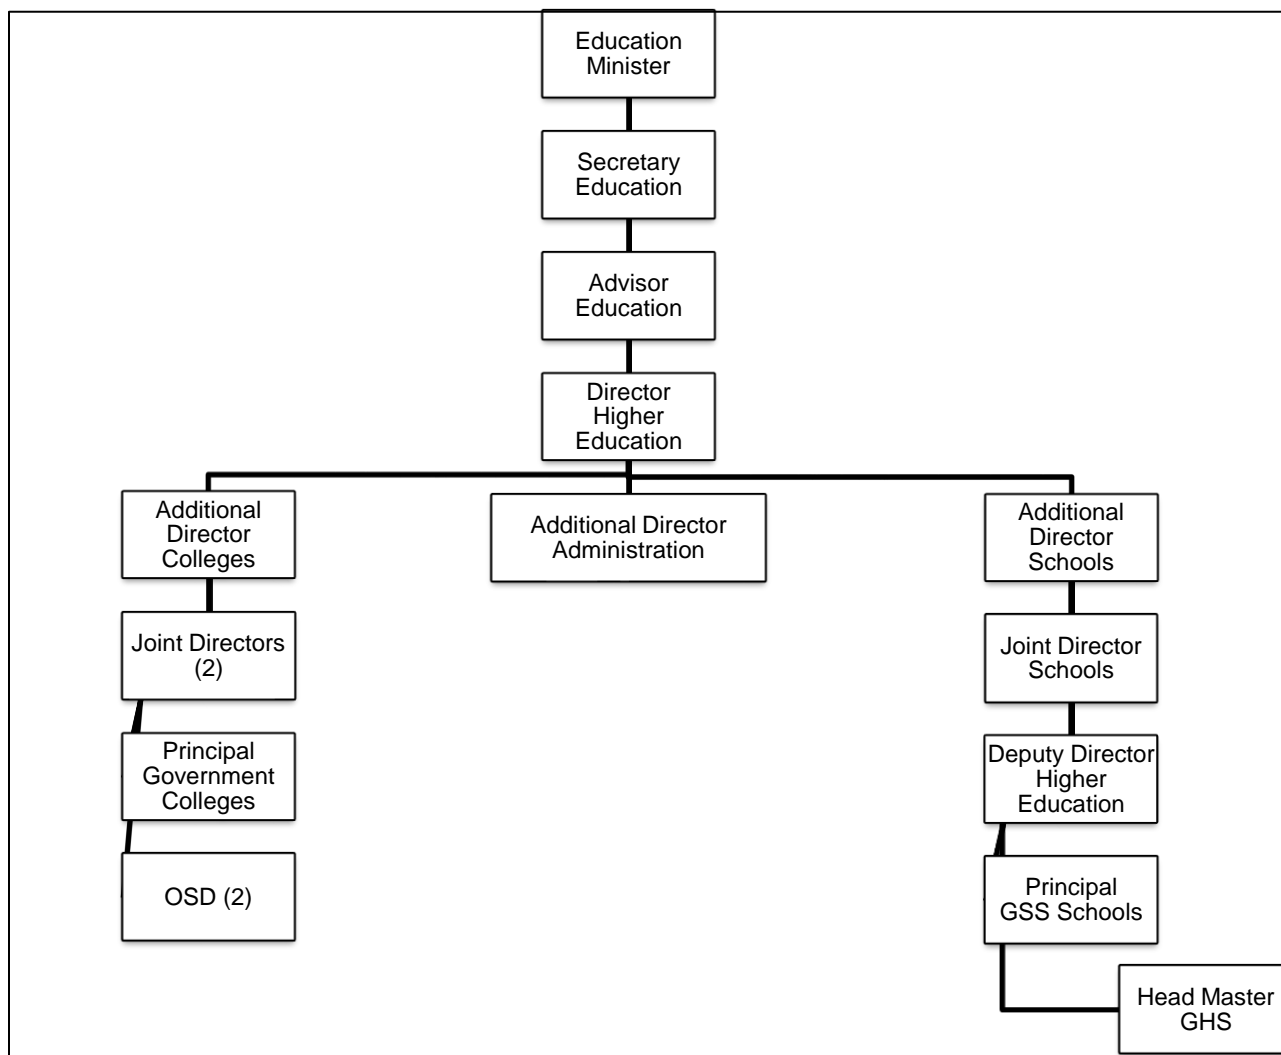 Education
Minister
Secretary
Education
Advisor
Education
Director
Higher
Education
Additional
Director
Colleges
Additional Director
Administration
Additional
Director
Schools
Joint Directors
(2)
Joint Director
Schools
Principal
Government
Colleges
Deputy Director
Higher
Education
OSD (2)
Principal
GSS Schools
Head Master
GHS